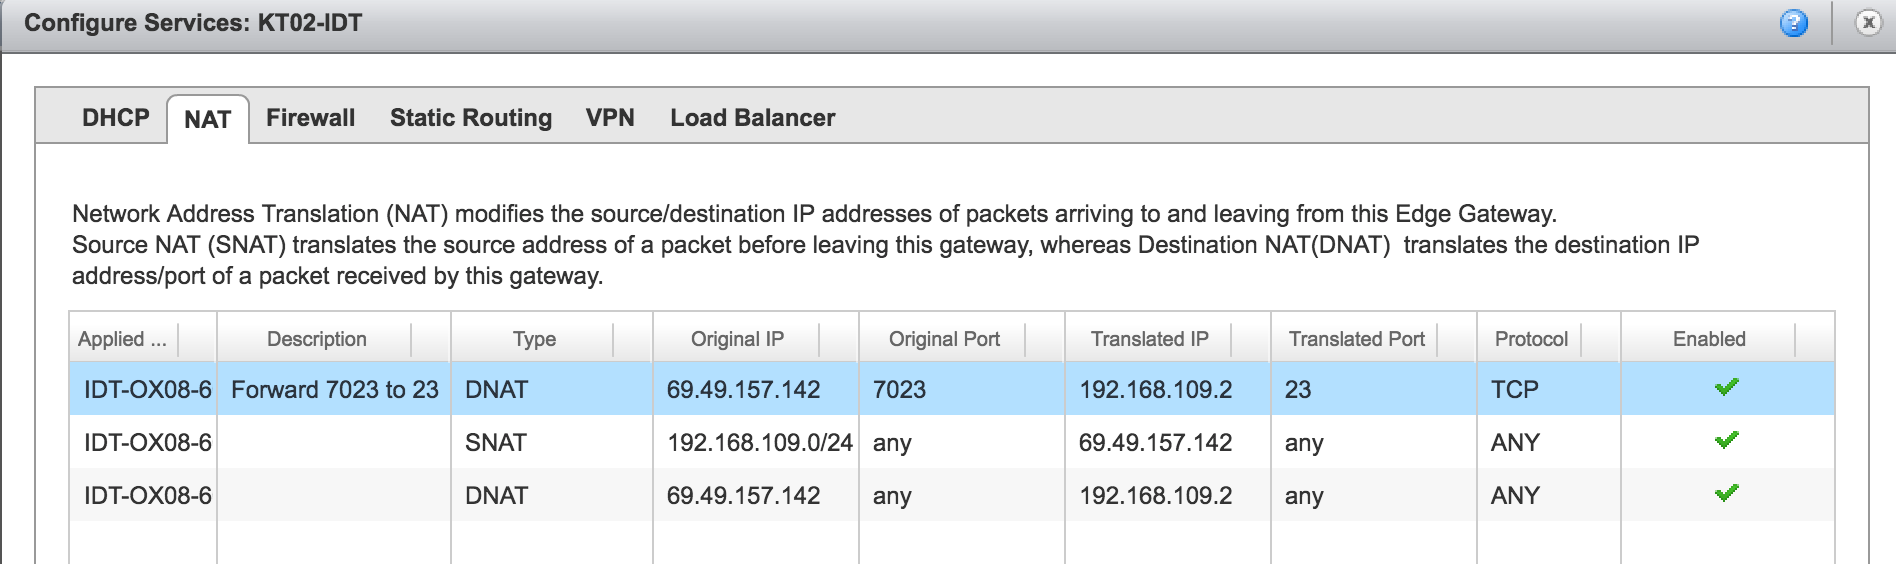 Configure Services: KT02-IDT
DHCP NAT Firewall Static Routing VPN Load Balancer
Network Address Translation (NAT) modifies the source/destination IP addresses of packets arriving to and leaving from this Edge Gateway.
Source NAT (SNAT) translates the source address of a packet before leaving this gateway, whereas Destination NAT(DNAT)  translates the destination IP
address/port of a packet received by this gateway.
Applied ... Description Type Original IP Original Port Translated IP Translated Port Protocol Enabled
IDT-OX08-6 Forward 7023 to 23 DNAT 69.49.157.142 7023 192.168.109.2 23 TCP
IDT-OX08-6 SNAT 192.168.109.0/24 any 69.49.157.142 any ANY
IDT-OX08-6 DNAT 69.49.157.142 any 192.168.109.2 any ANY